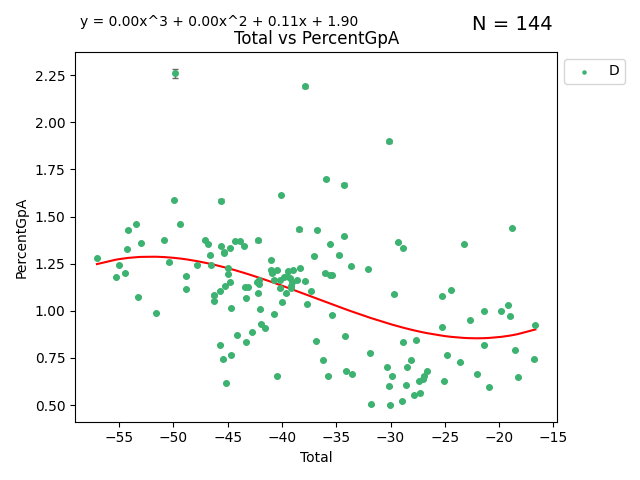 y = 0.00x^3 + 0.00x^2 + 0.11x + 1.90
N = 144
Total vs PercentGpA
D
2.25
2.00
1.75
1.50
1.25
1.00
0.75
0.50
PercentGpA
−55 −50 −45 −40 −35 −30 −25 −20 −15
Total